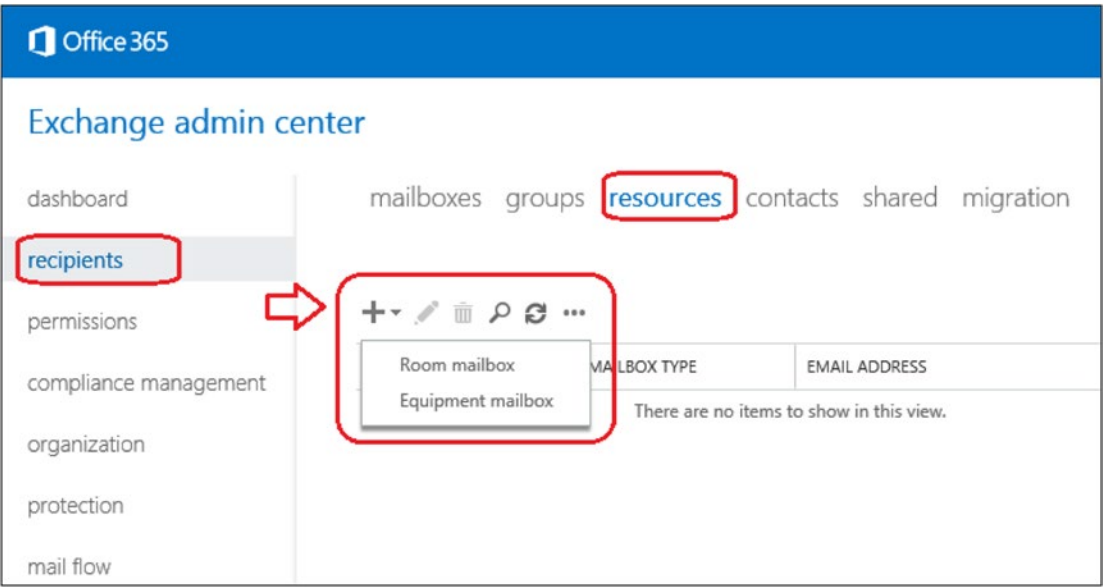 Office 365
Exchange admin center
dashboard
recipients
permissions
compliance management
organization
protection
mail flow
mailboxes groups resources contacts shared migration
Room mailbox
Equipment mailbox
MAILBOX TYPE EMAIL ADDRESS
There are no items to show in this view.